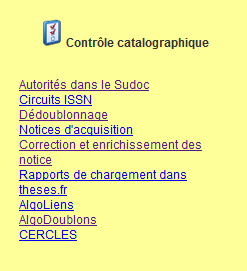 Contrôle catalographique
Autorités dans le Sudoc
Circuits ISSN
Dédoublonnage
Notices d'acquisition
Correction et enrichissement des
notice
Rapports de chargement dans
theses.fr
AlgoLiens
AlgoDoublons
CERCLES